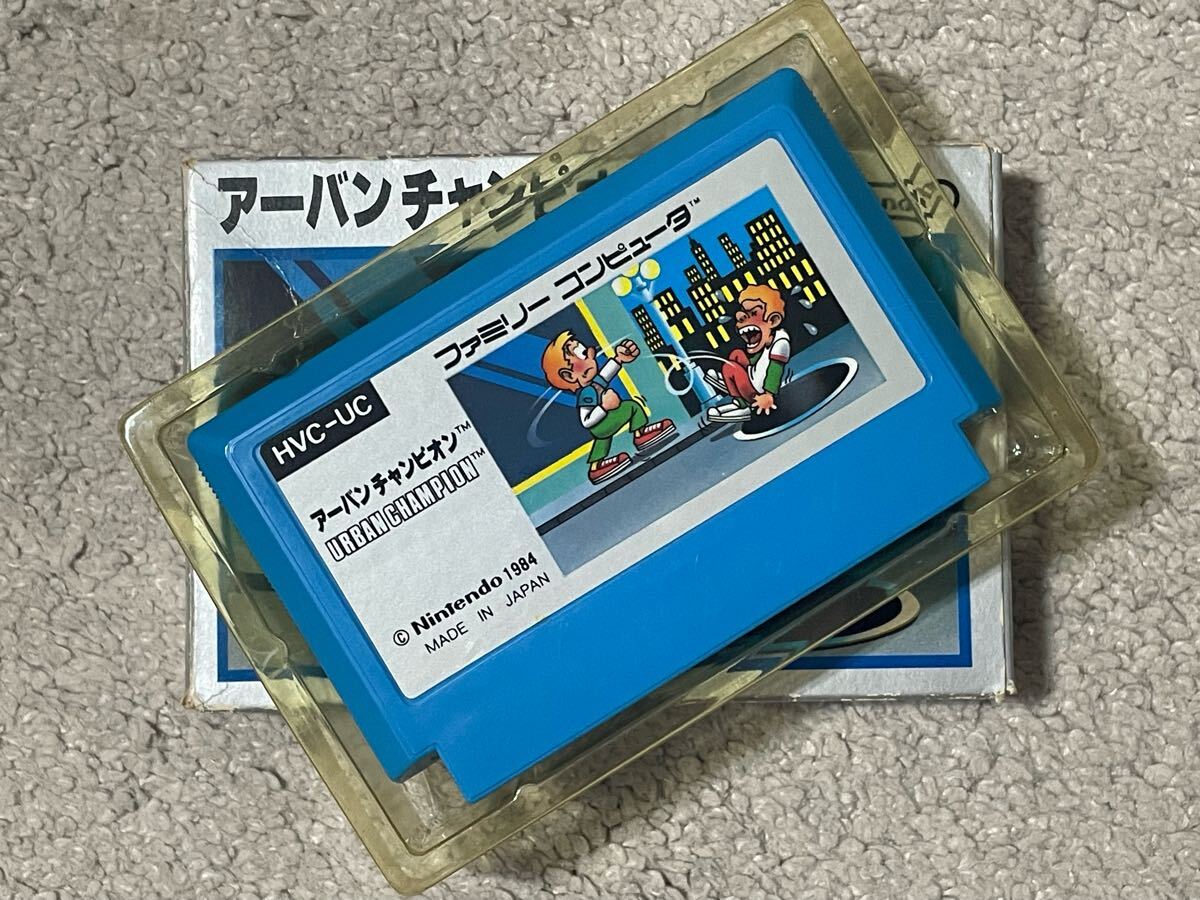 アーバンチャンピオ
ファミリーコンピュータ™
HVC-UC
アーバンチャンピオン™
URBAN CHAMPION™
© Nintendo 1984
MADE IN JAPAN